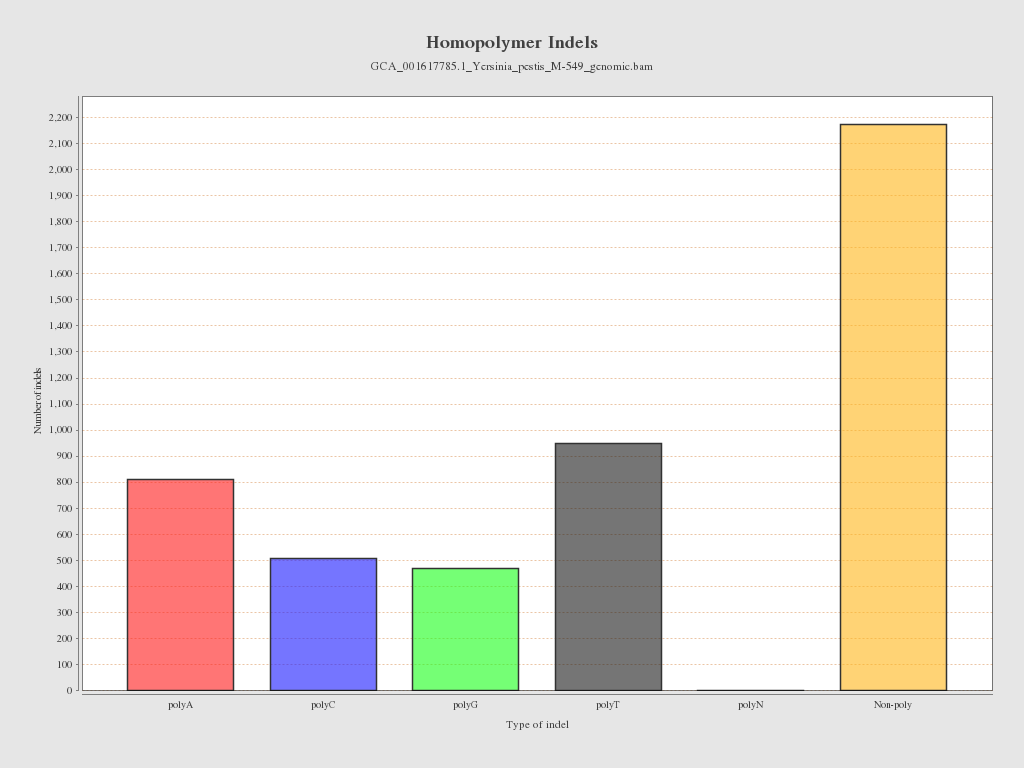 Homopolymer Indels
GCA_001617785.1_Yersinia_pestis_M-549_genomic.bam
2,200
2,100
2,000
1,900
1,800
1,700
1,600
1,500
1,400
1,300
1,200
1,100
1,000
900
800
700
600
500
400
300
200
100
0
Number of indels
polyA
polyC
polyG
polyT
polyN
Non-poly
Type of indel